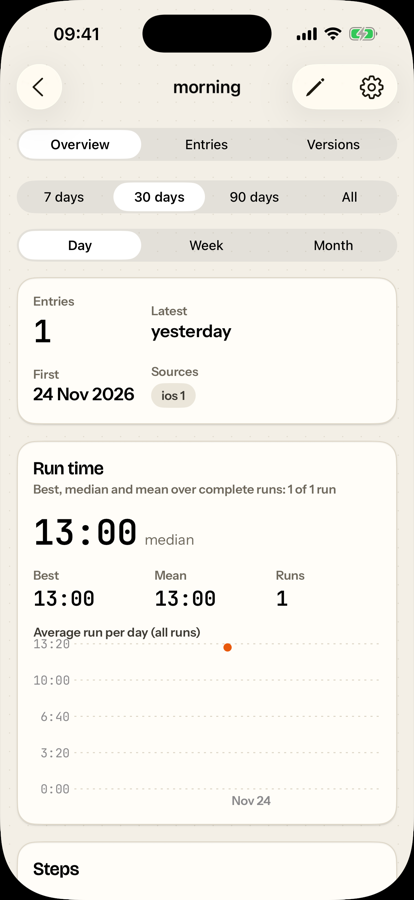 09:41
morning
Overview Entries Versions
7 days 30 days 90 days All
Day Week Month
Entries
1
Latest
yesterday
First
24 Nov 2026
Sources
ios 1
Run time
Best, median and mean over complete runs: 1 of 1 run
13:00 median
Best Mean Runs
13:00 13:00 1
Average run per day (all runs)
13:20
10:00
6:40
3:20
0:00
Nov 24
Steps